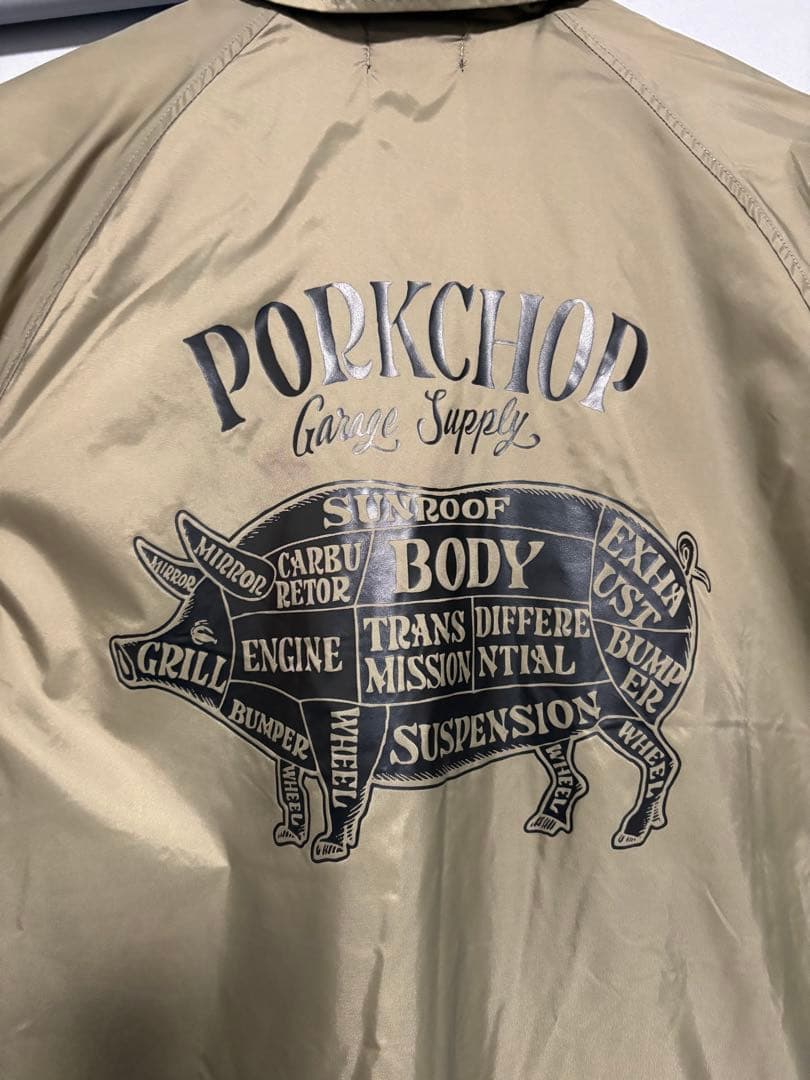 PORKCHOP
Garage Supply
SUNROOF
MIRROR
MIRROR
CARBU
RETOR
BODY
EXHA
UST
GRILL
ENGINE
TRANS
MISSION
DIFFERE
NTIAL
BUMP
ER
BUMPER
WHEEL
SUSPENSION
WHEEL
WHEEL
WHEEL